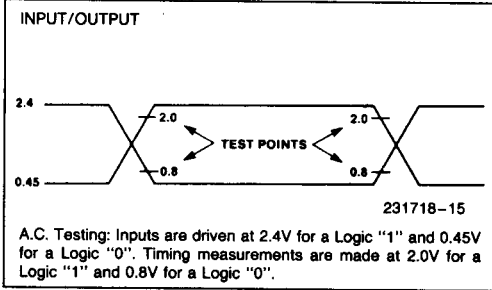 INPUT/OUTPUT
2.4
2.0
2.0
TEST POINTS
0.8
0.8
0.45
231718-15
A.C. Testing: Inputs are driven at 2.4V for a Logic "1" and 0.45V
for a Logic "0". Timing measurements are made at 2.0V for a
Logic "1" and 0.8V for a Logic "0".